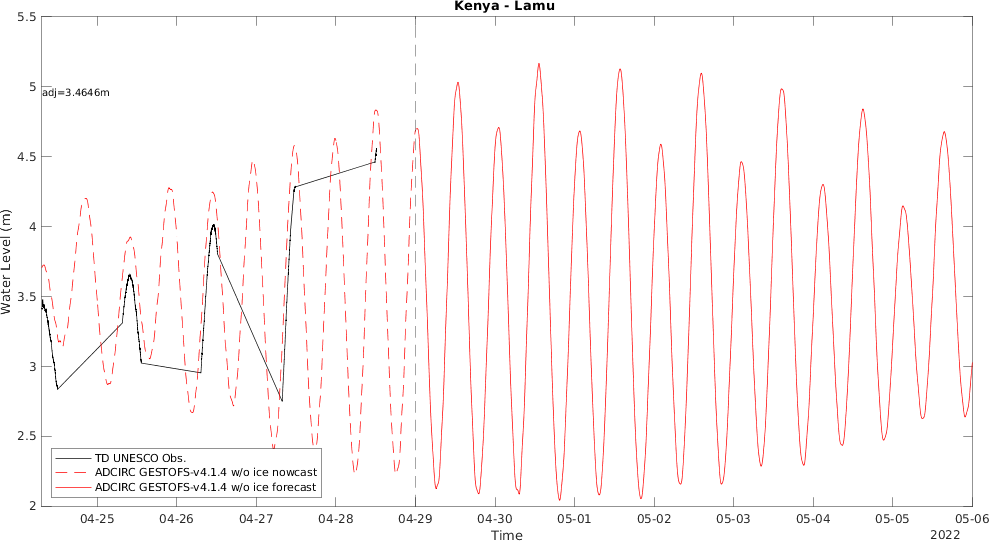 Kenya - Lamu
5.5
5
adj=3.4646m
4.5
4
3.5
3
2.5
2
Water Level (m)
TD UNESCO Obs.
ADCIRC GESTOFS-v4.1.4 w/o ice nowcast
ADCIRC GESTOFS-v4.1.4 w/o ice forecast
04-25 04-26 04-27 04-28 04-29 04-30 05-01 05-02 05-03 05-04 05-05 05-06
Time
2022